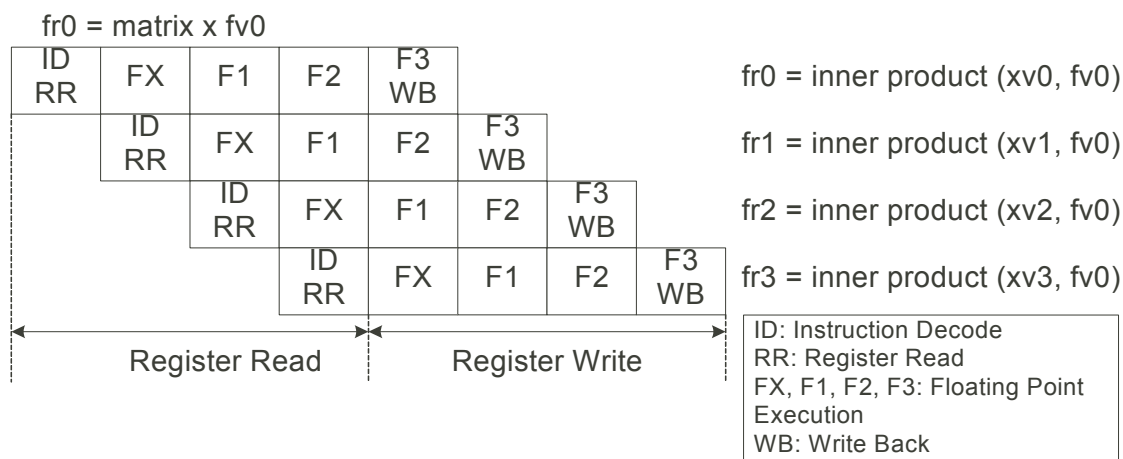 fr0 = matrix x fv0
ID FX F1 F2 F3
RR WB
fr0 = inner product (xv0, fv0)
ID FX F1 F2 F3
RR WB
fr1 = inner product (xv1, fv0)
ID FX F1 F2 F3
RR WB
fr2 = inner product (xv2, fv0)
ID FX F1 F2 F3
RR WB
fr3 = inner product (xv3, fv0)
Register Read
Register Write
ID: Instruction Decode
RR: Register Read
FX, F1, F2, F3: Floating Point
Execution
WB: Write Back